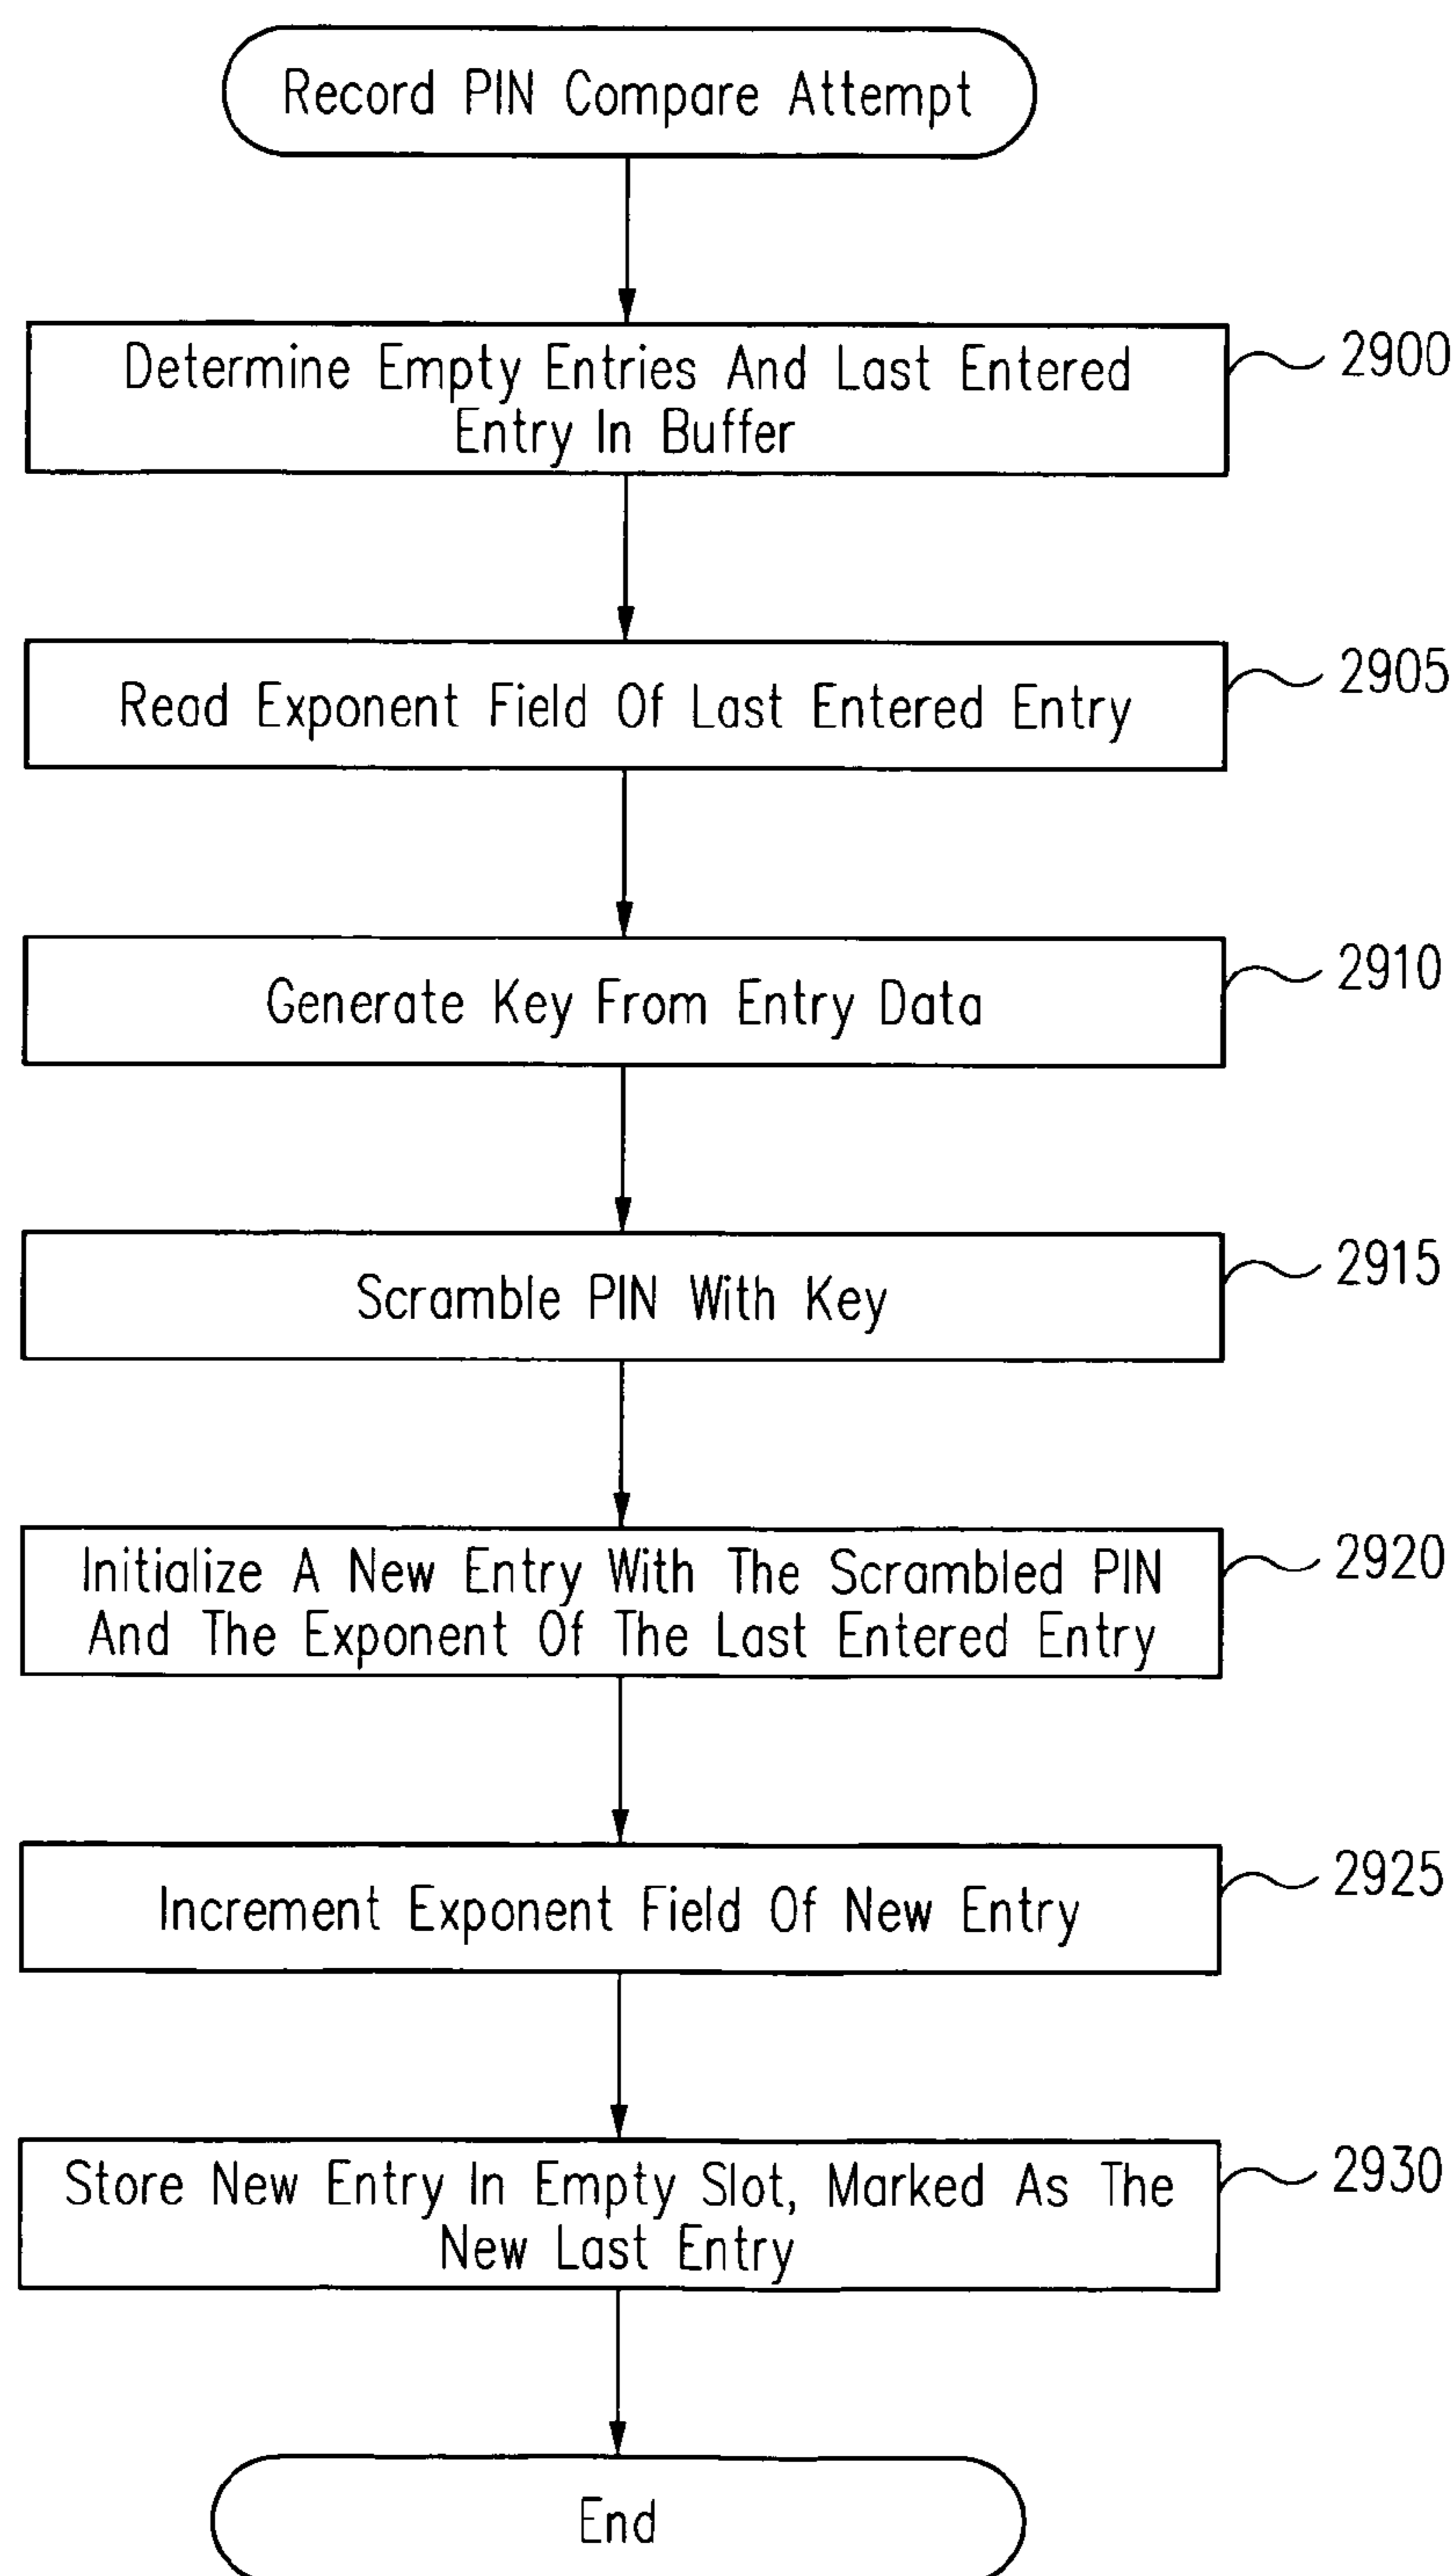 Record PIN Compare Attempt
Determine Empty Entries And Last Entered
Entry In Buffer
2900
Read Exponent Field Of Last Entered Entry
2905
Generate Key From Entry Data
2910
Scramble PIN With Key
2915
Initialize A New Entry With The Scrambled PIN
And The Exponent Of The Last Entered Entry
2920
Increment Exponent Field Of New Entry
2925
Store New Entry In Empty Slot, Marked As The
New Last Entry
2930
End